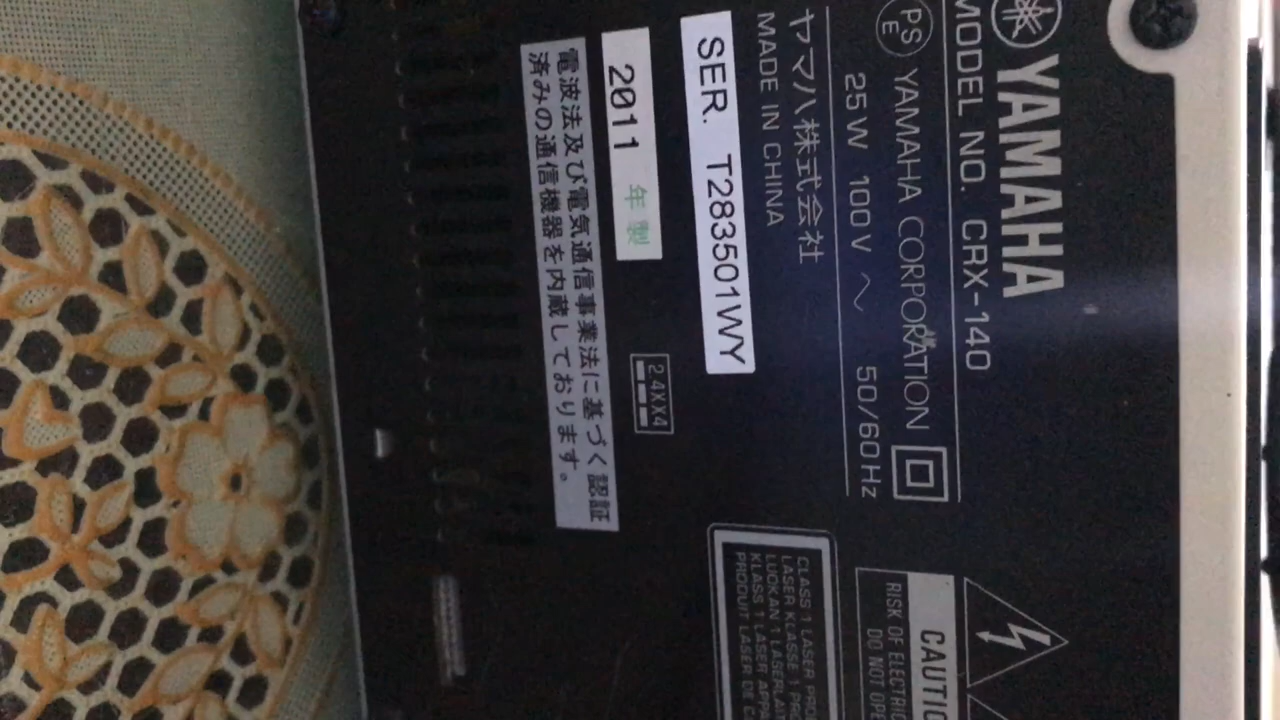 YAMAHA
MODEL NO. CRX-140
PS E
YAMAHA CORPORATION
25W 100V ～ 50/60Hz
ヤマハ株式会社
MADE IN CHINA
SER. T283501WY
2011 年製
2.4XX4
電波法及び電気通信事業法に基づく認証
済みの通信機器を内蔵しております。
CAUTIO
RISK OF ELECTRIC
DO NOT OPE
CLASS 1 LASER PRO
LASER KLASSE 1 PRO
LUOKAN 1 LASERLAIT
KLASS 1 LASER APPA
PRODUIT LASER DE C